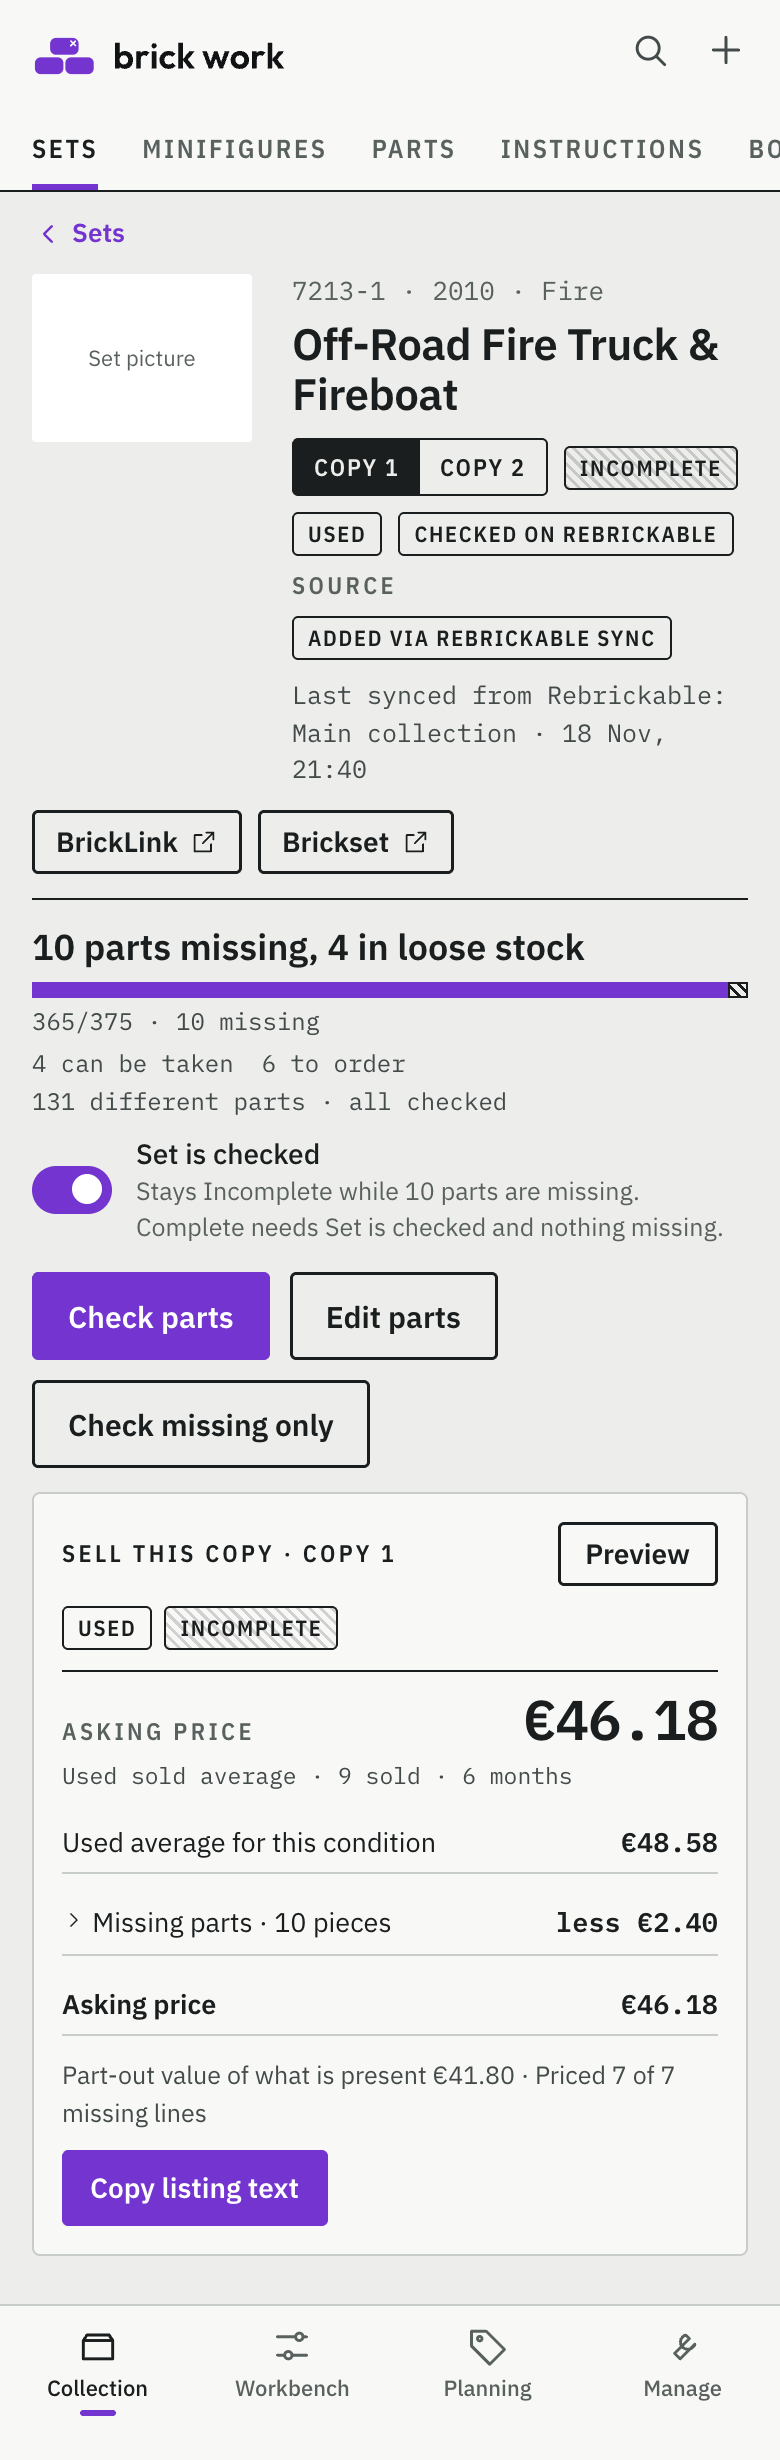 brick work
SETS MINIFIGURES PARTS INSTRUCTIONS BO
Sets
Set picture
7213-1 · 2010 · Fire
Off-Road Fire Truck &
Fireboat
COPY 1 COPY 2 INCOMPLETE
USED CHECKED ON REBRICKABLE
SOURCE
ADDED VIA REBRICKABLE SYNC
Last synced from Rebrickable:
Main collection · 18 Nov,
21:40
BrickLink Brickset
10 parts missing, 4 in loose stock
365/375 · 10 missing
4 can be taken 6 to order
131 different parts · all checked
Set is checked
Stays Incomplete while 10 parts are missing.
Complete needs Set is checked and nothing missing.
Check parts Edit parts
Check missing only
SELL THIS COPY · COPY 1 Preview
USED INCOMPLETE
ASKING PRICE €46.18
Used sold average · 9 sold · 6 months
Used average for this condition €48.58
Missing parts · 10 pieces less €2.40
Asking price €46.18
Part-out value of what is present €41.80 · Priced 7 of 7
missing lines
Copy listing text
Collection Workbench Planning Manage